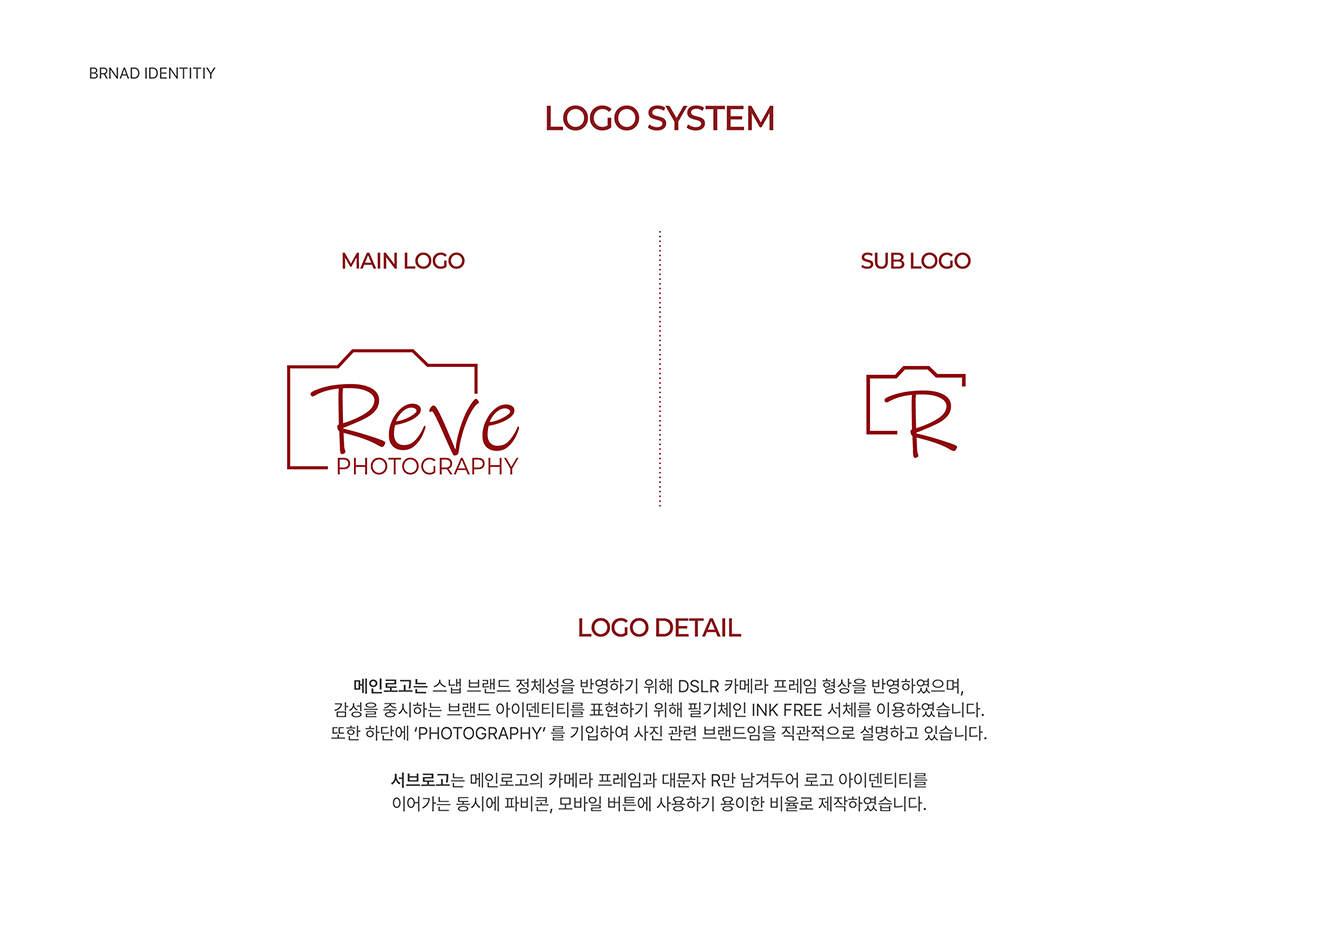 BRNAD IDENTITIY
LOGO SYSTEM
MAIN LOGO
SUB LOGO
Reve
PHOTOGRAPHY
R
LOGO DETAIL
메인로고는 스냅 브랜드 정체성을 반영하기 위해 DSLR 카메라 프레임 형상을 반영하였으며,
감성을 중시하는 브랜드 아이덴티티를 표현하기 위해 필기체인 INK FREE 서체를 이용하였습니다.
또한 하단에 ‘PHOTOGRAPHY’ 를 기입하여 사진 관련 브랜드임을 직관적으로 설명하고 있습니다.
서브로고는 메인로고의 카메라 프레임과 대문자 R만 남겨두어 로고 아이덴티티를
이어가는 동시에 파비콘, 모바일 버튼에 사용하기 용이한 비율로 제작하였습니다.